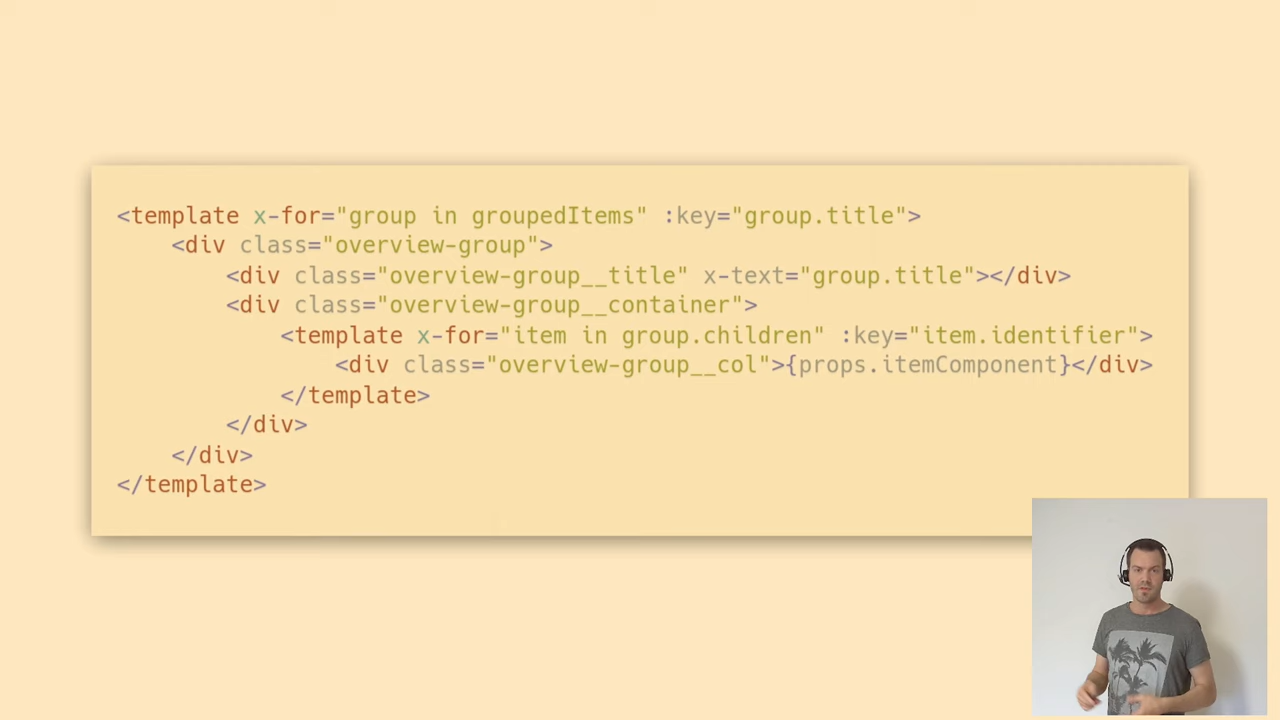 <template x-for="group in groupedItems" :key="group.title">
    <div class="overview-group">
        <div class="overview-group__title" x-text="group.title"></div>
        <div class="overview-group__container">
            <template x-for="item in group.children" :key="item.identifier">
                <div class="overview-group__col">{props.itemComponent}</div>
            </template>
        </div>
    </div>
</template>